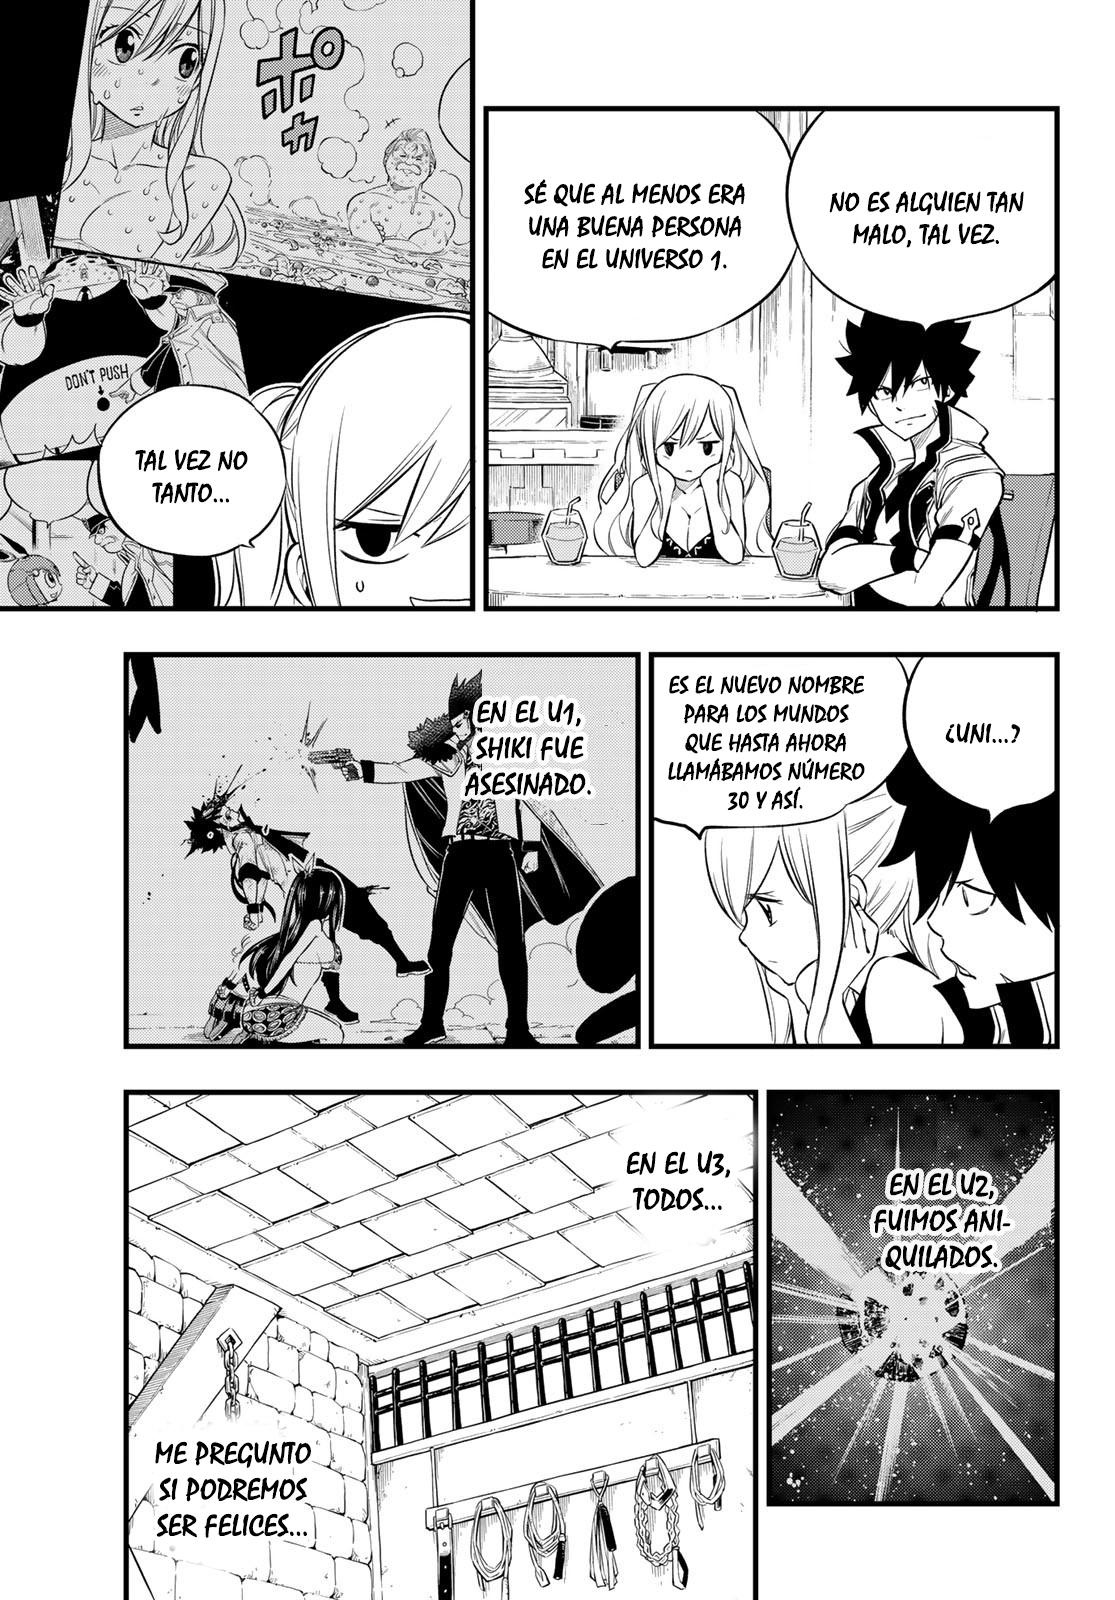 NO ES ALGUIEN TAN
MALO, TAL VEZ.
SÉ QUE AL MENOS ERA
UNA BUENA PERSONA
EN EL UNIVERSO 1.
ポ
カ
DON'T PUSH
TAL VEZ NO
TANTO...
¿UNI...?
ES EL NUEVO NOMBRE
PARA LOS MUNDOS
QUE HASTA AHORA
LLAMÁBAMOS NÚMERO
30 Y ASÍ.
EN EL U1,
SHIKI FUE
ASESINADO.
EN EL U2,
FUIMOS ANI-
QUILADOS.
EN EL U3,
TODOS...
ME PREGUNTO
SI PODREMOS
SER FELICES...